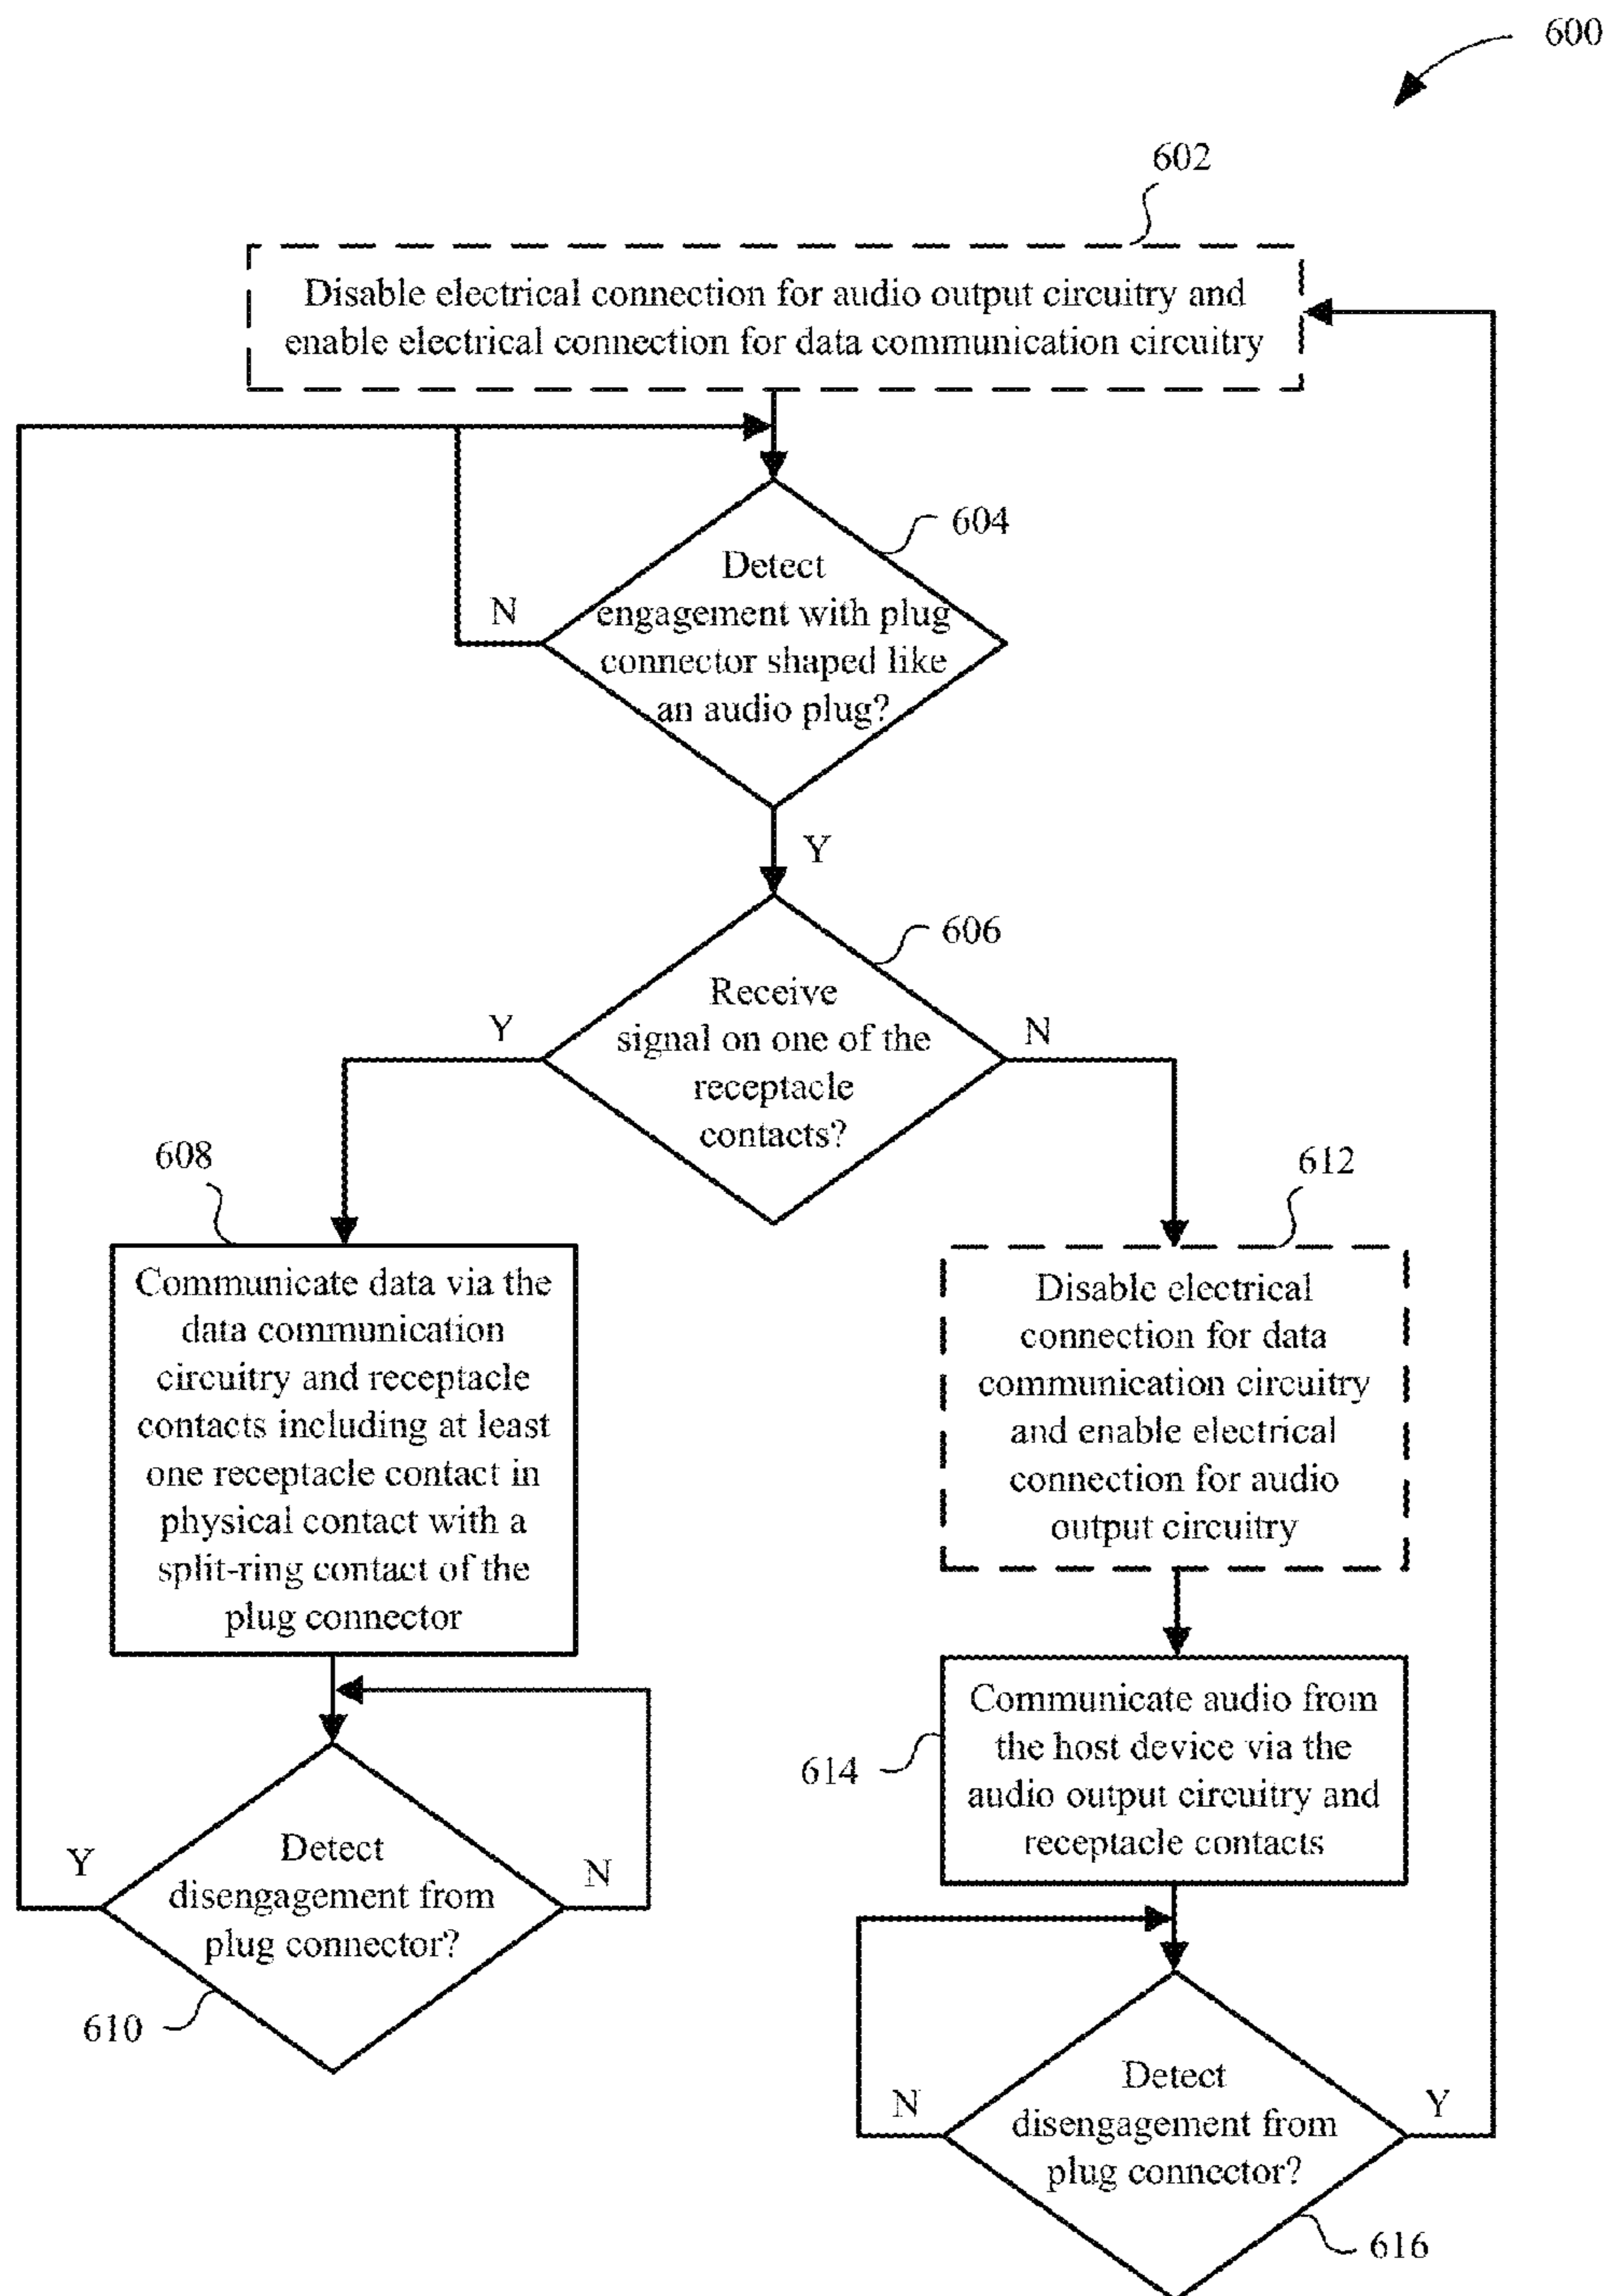 600
602
Disable electrical connection for audio output circuitry and
enable electrical connection for data communication circuitry
604
Detect
engagement with plug
connector shaped like
an audio plug?
N
Y
606
Receive
signal on one of the
receptacle
contacts?
Y
N
608
Communicate data via the
data communication
circuitry and receptacle
contacts including at least
one receptacle contact in
physical contact with a
split-ring contact of the
plug connector
612
Disable electrical
connection for data
communication circuitry
and enable electrical
connection for audio
output circuitry
614
Communicate audio from
the host device via the
audio output circuitry and
receptacle contacts
Y
Detect
disengagement from
plug connector?
N
610
N
Detect
disengagement from
plug connector?
Y
616